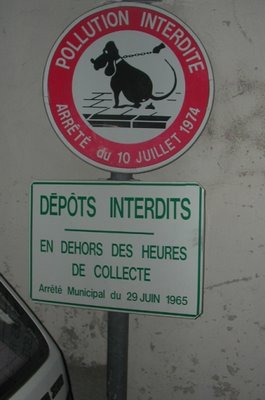 POLLUTION INTERDITE
ARRÊTÉ du 10 JUILLET 1974
DÉPÔTS INTERDITS
EN DEHORS DES HEURES
DE COLLECTE
Arrêté Municipal du 29 JUIN 1965